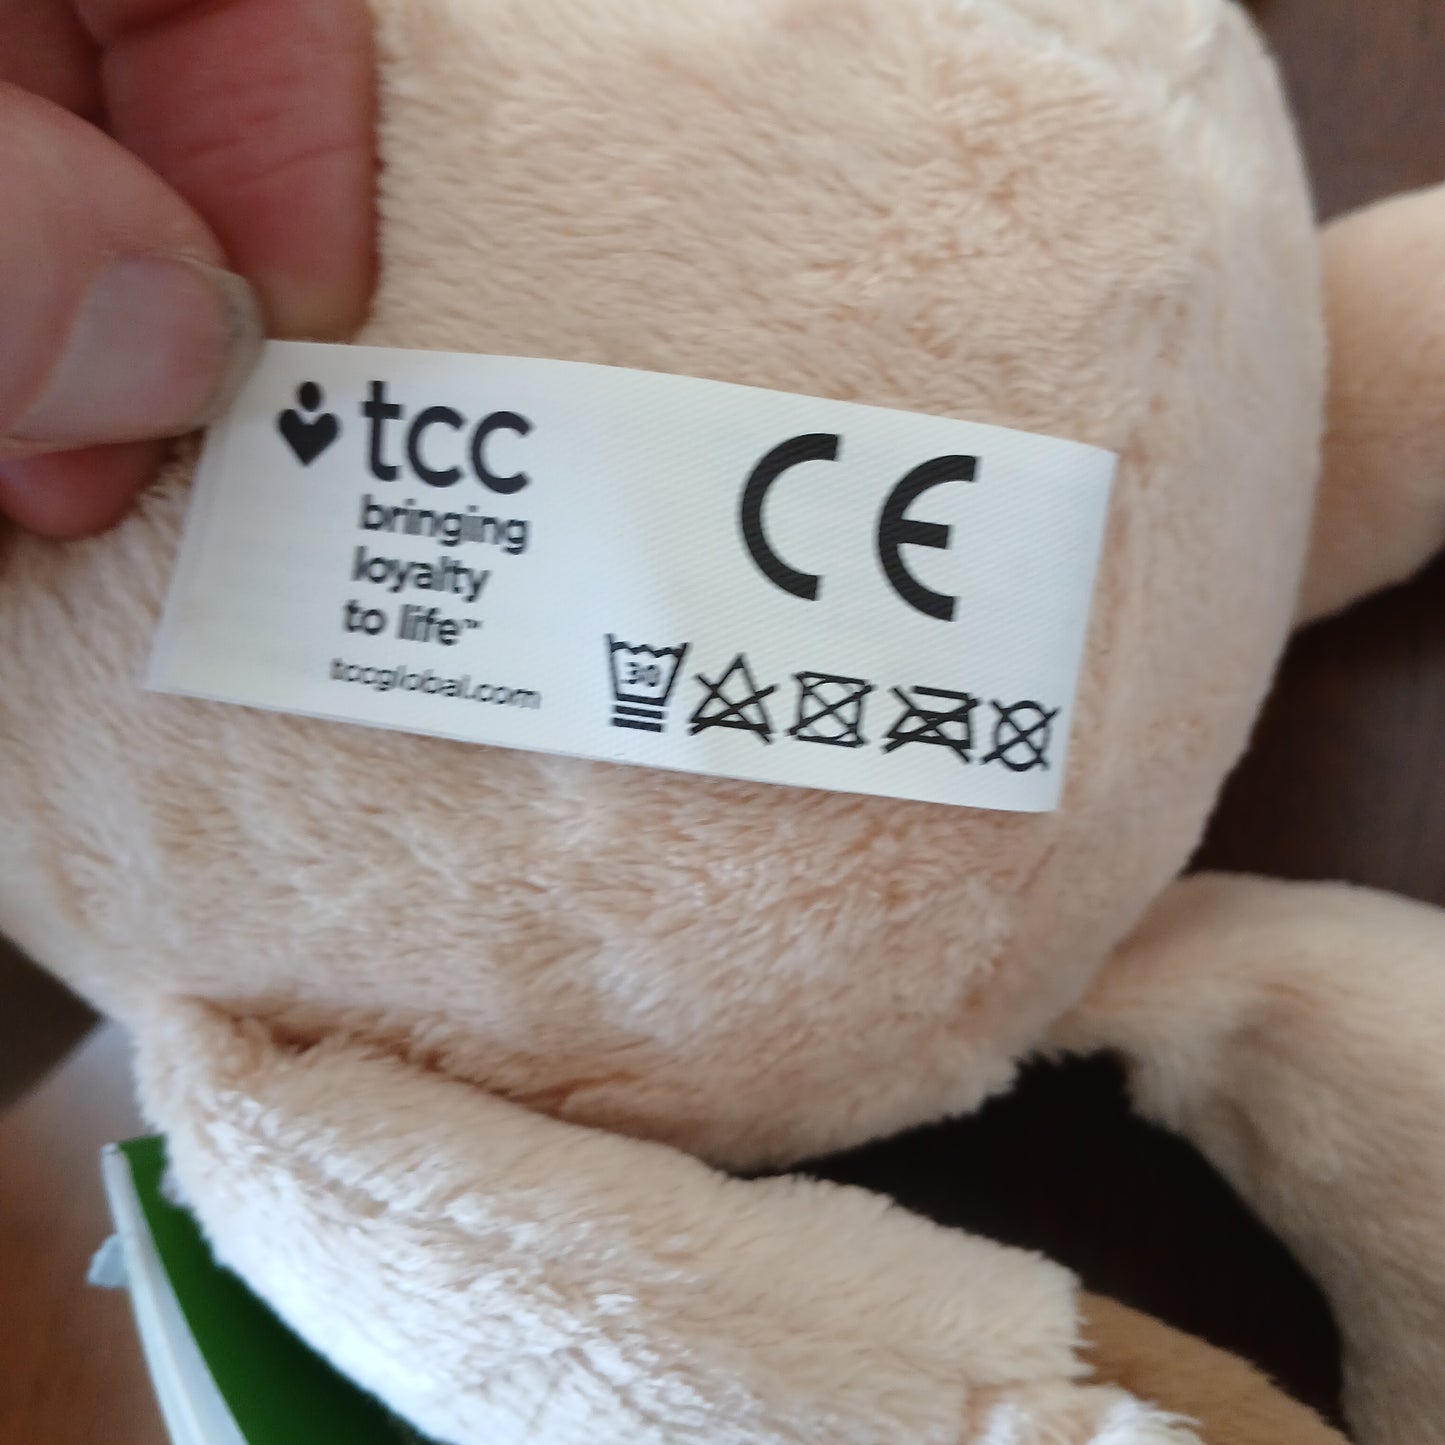 tcc
bringing
loyalty
to life™
tccglobal.com
CE
30